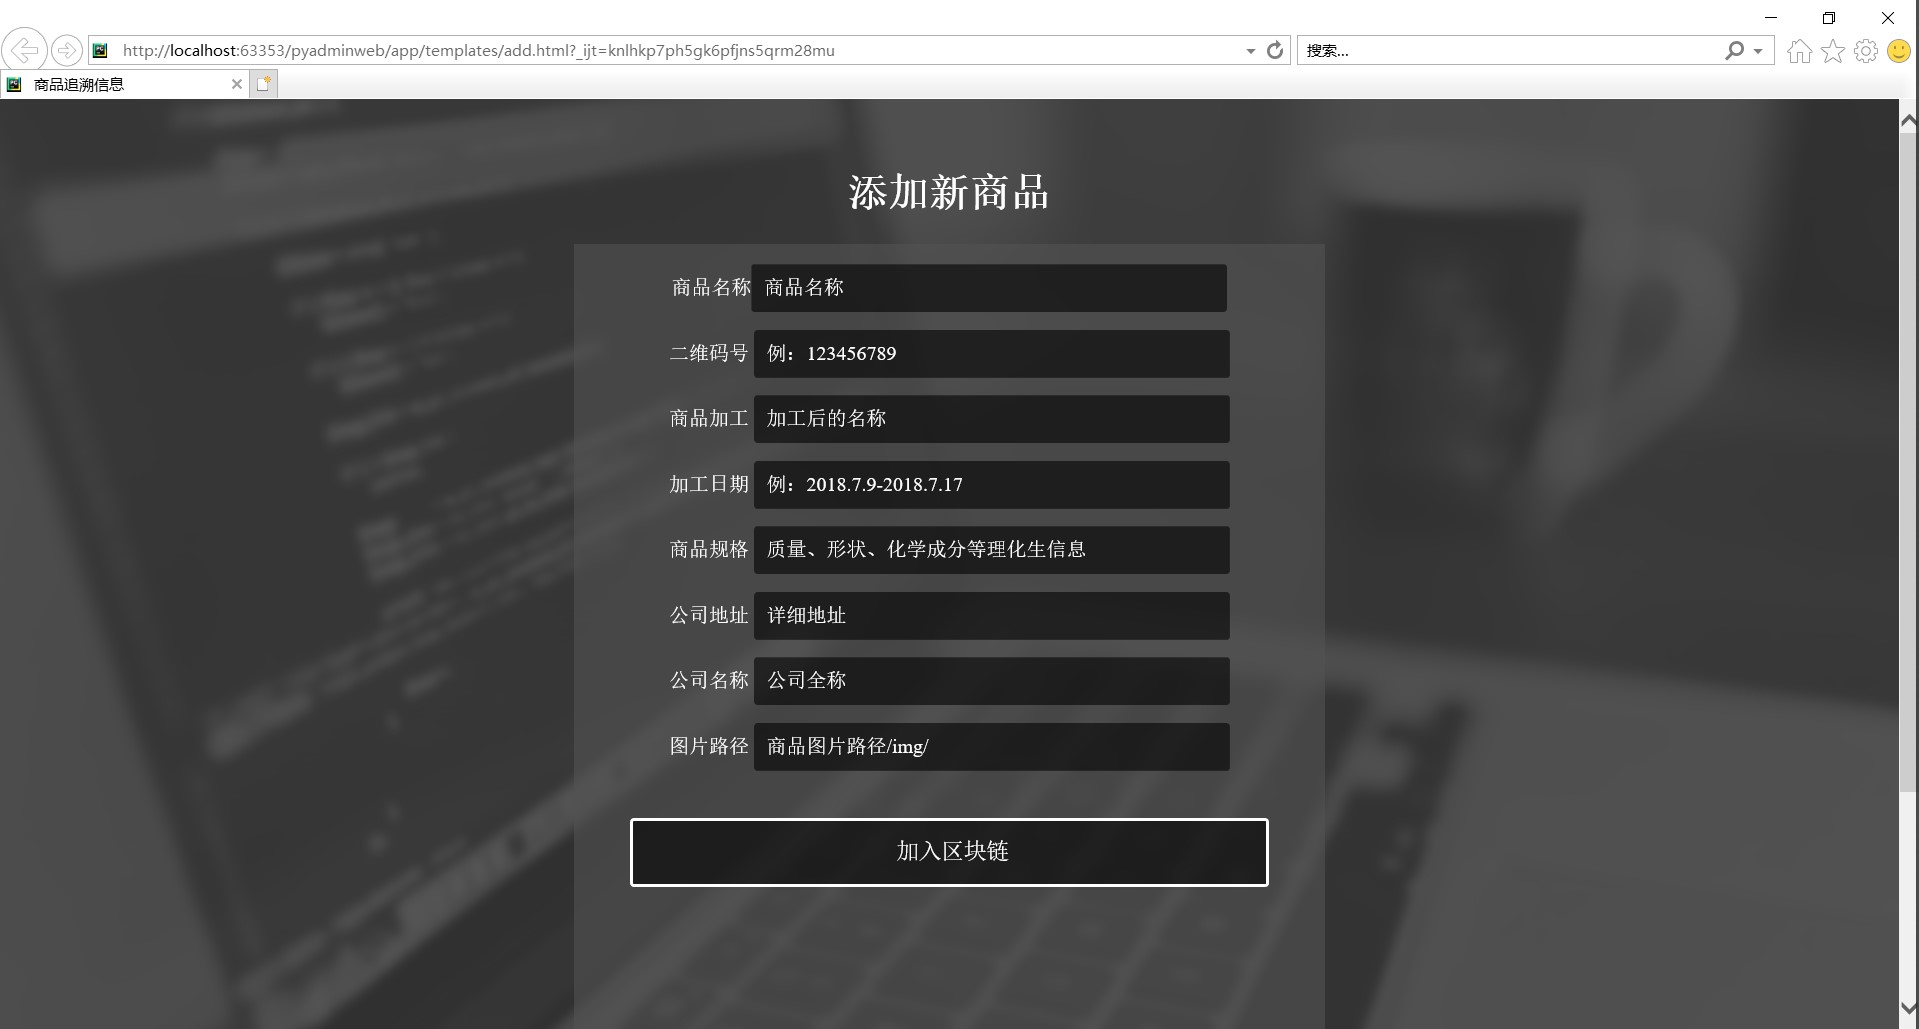 http://localhost:63353/pyadminweb/app/templates/add.html?_ijt=knlhkp7ph5gk6pfjns5qrm28mu
搜索...
商品追溯信息
添加新商品
商品名称 商品名称
二维码号 例：123456789
商品加工 加工后的名称
加工日期 例：2018.7.9-2018.7.17
商品规格 质量、形状、化学成分等理化生信息
公司地址 详细地址
公司名称 公司全称
图片路径 商品图片路径/img/
加入区块链